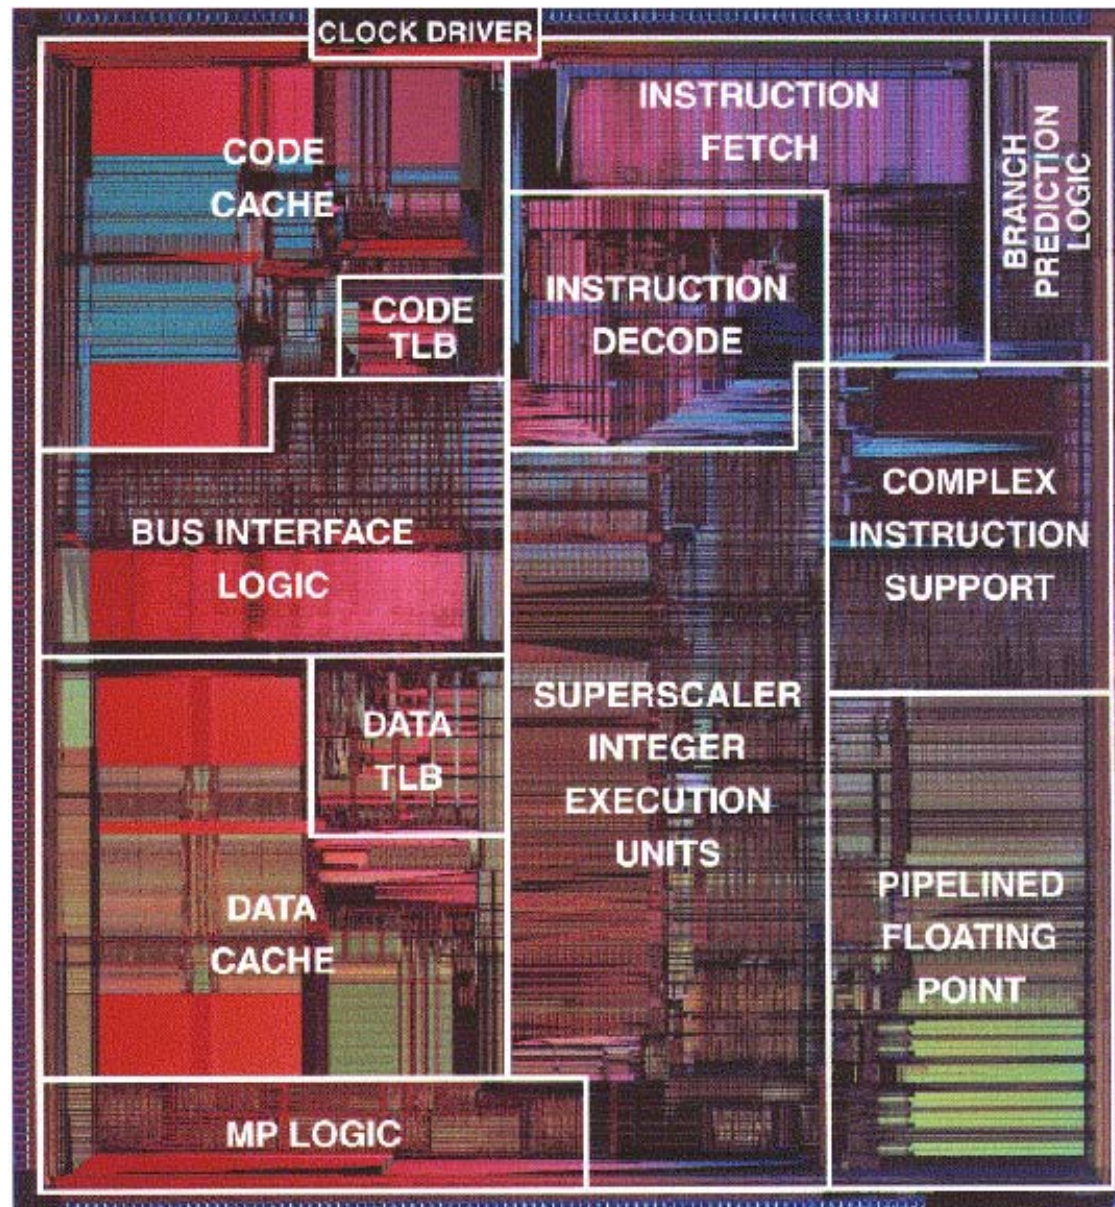 CLOCK DRIVER
CODE
CACHE
INSTRUCTION
FETCH
BRANCH
PREDICTION
LOGIC
CODE
TLB
INSTRUCTION
DECODE
BUS INTERFACE
LOGIC
COMPLEX
INSTRUCTION
SUPPORT
DATA
TLB
SUPERSCALER
INTEGER
EXECUTION
UNITS
DATA
CACHE
PIPELINED
FLOATING
POINT
MP LOGIC